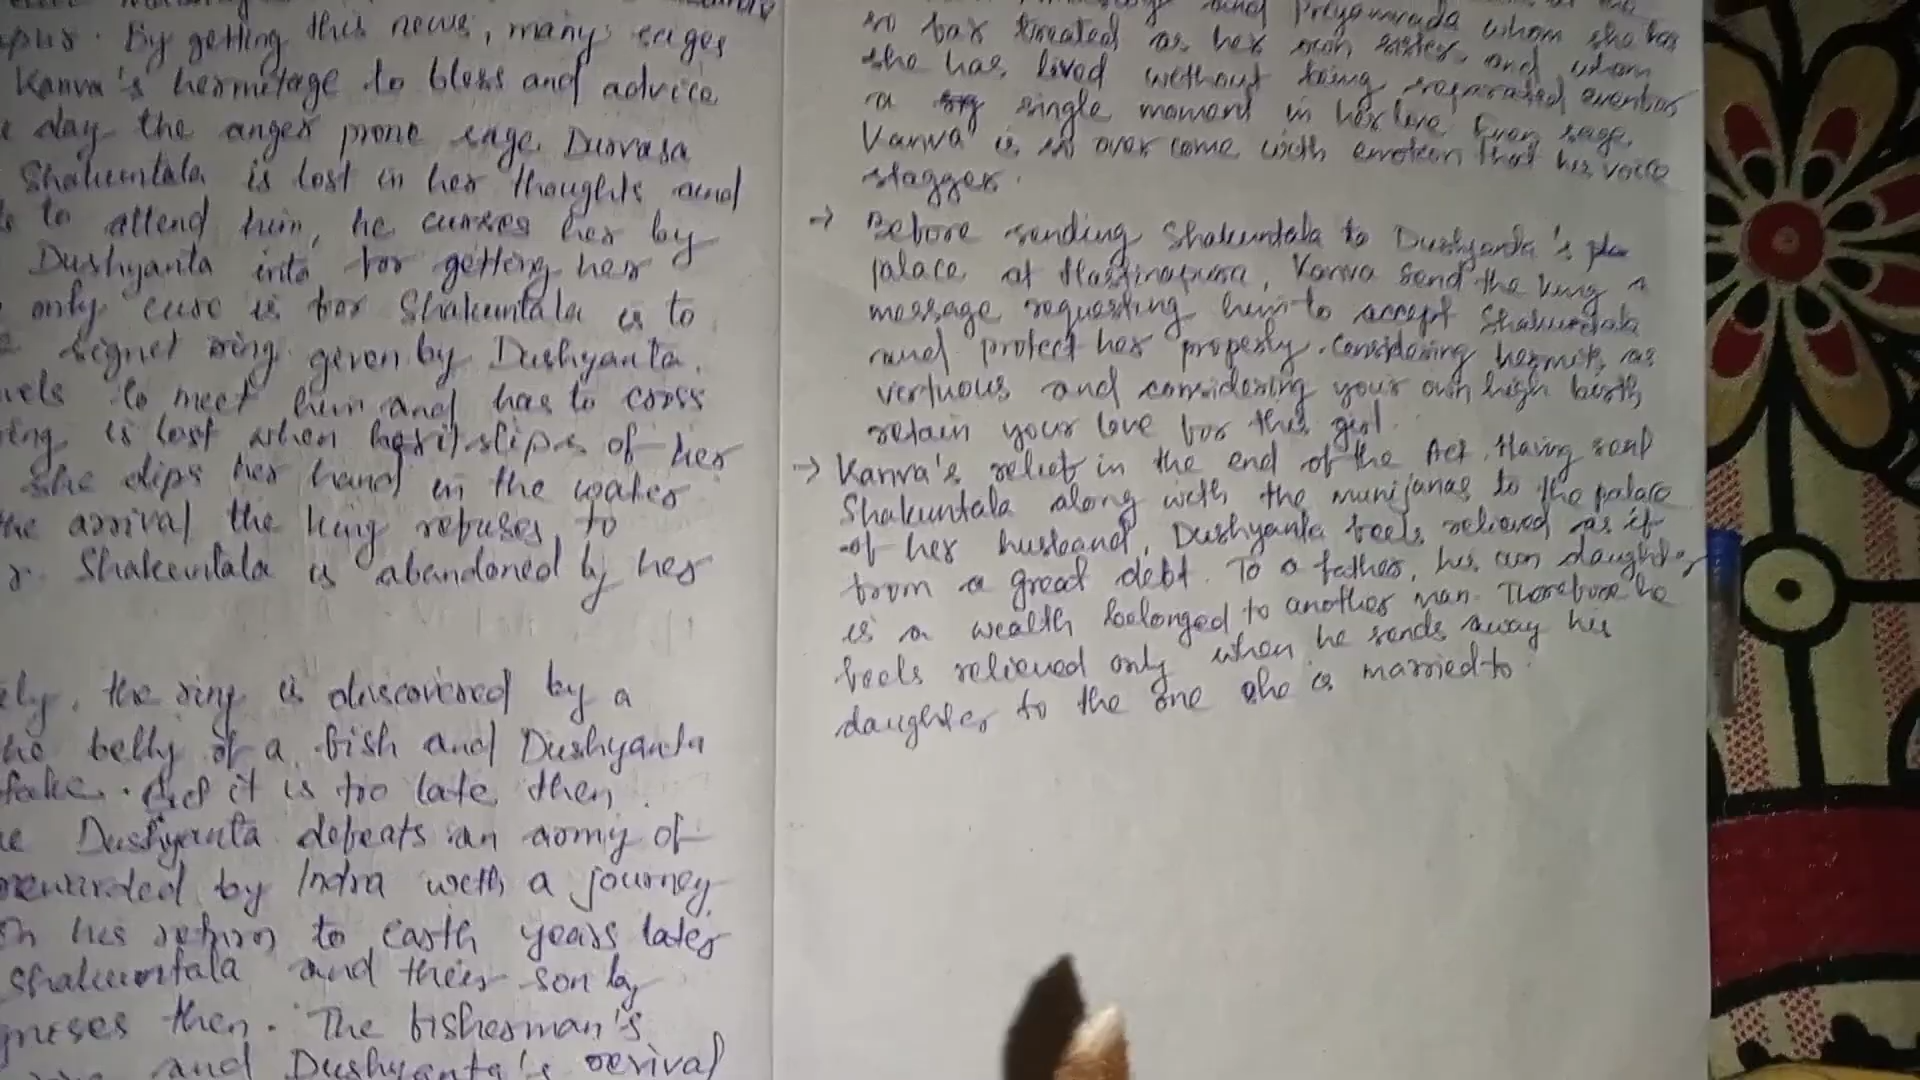 By getting this news, many sages
Kanva's hermitage to bless and advice
day the anger prone sage Durvasa
Shakuntala is lost in her thoughts and
to attend him, he curses her by
Dushyanta into for getting her
only cure is for Shakuntala is to
signet ring given by Dushyanta.
to meet him and has to cross
is lost when her it slips of her
she dips her hand in the water
the arrival the king refuses to
Shakuntala is abandoned by her
the ring is discovered by a
belly of a fish and Dushyanta
it is too late then.
Dushyanta defeats an army of
by Indra with a journey
his return to earth years later
Shakuntala and their son by
then. The fisherman's
and Dushyanta's
and Priyamvada whom she has
so far treated as her own sister, and whom
she has lived without being separated
a single moment in her Even sage
Kanva is so over come with emotion that his voice
stagger.
→ Before sending Shakuntala to Dushyanta's
palace at Hastinapura, Kanva send the king a
message requesting him to accept Shakuntala
and protect her properly. Considering hermits as
vertuous and considering your own high birth
retain your love for this girl.
→ Kanva's relief in the end of the Act. Having sent
Shakuntala along with the munijanas to the palace
of her husband, Dushyanta feels relieved as if
from a great debt. To a father, his own daughter
is a wealth belonged to another man. Therefore he
feels relieved only when he sends away his
daughter to the one she is married to.